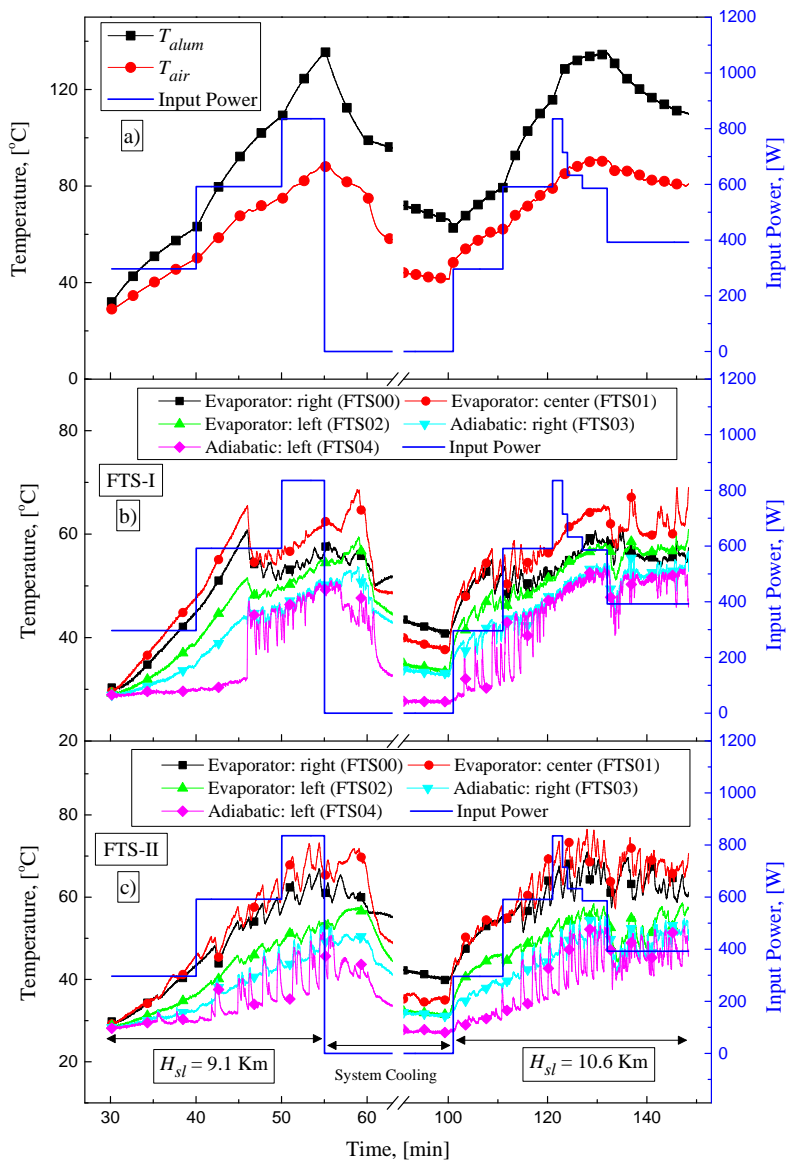 1200
T_alum
T_air
Input Power
a)
Temperature, [°C]
Input Power, [W]
120
80
40
0
1000
800
600
400
200
0
1200
Evaporator: right (FTS00)
Evaporator: center (FTS01)
Evaporator: left (FTS02)
Adiabatic: right (FTS03)
Adiabatic: left (FTS04)
Input Power
FTS-I
b)
Temperature, [°C]
Input Power, [W]
80
60
40
20
1000
800
600
400
200
0
1200
Evaporator: right (FTS00)
Evaporator: center (FTS01)
Evaporator: left (FTS02)
Adiabatic: right (FTS03)
Adiabatic: left (FTS04)
Input Power
FTS-II
c)
Temperature, [°C]
Input Power, [W]
80
60
40
20
1000
800
600
400
200
0
H_sl = 9.1 Km
System Cooling
H_sl = 10.6 Km
30 40 50 60 100 120 140
Time, [min]